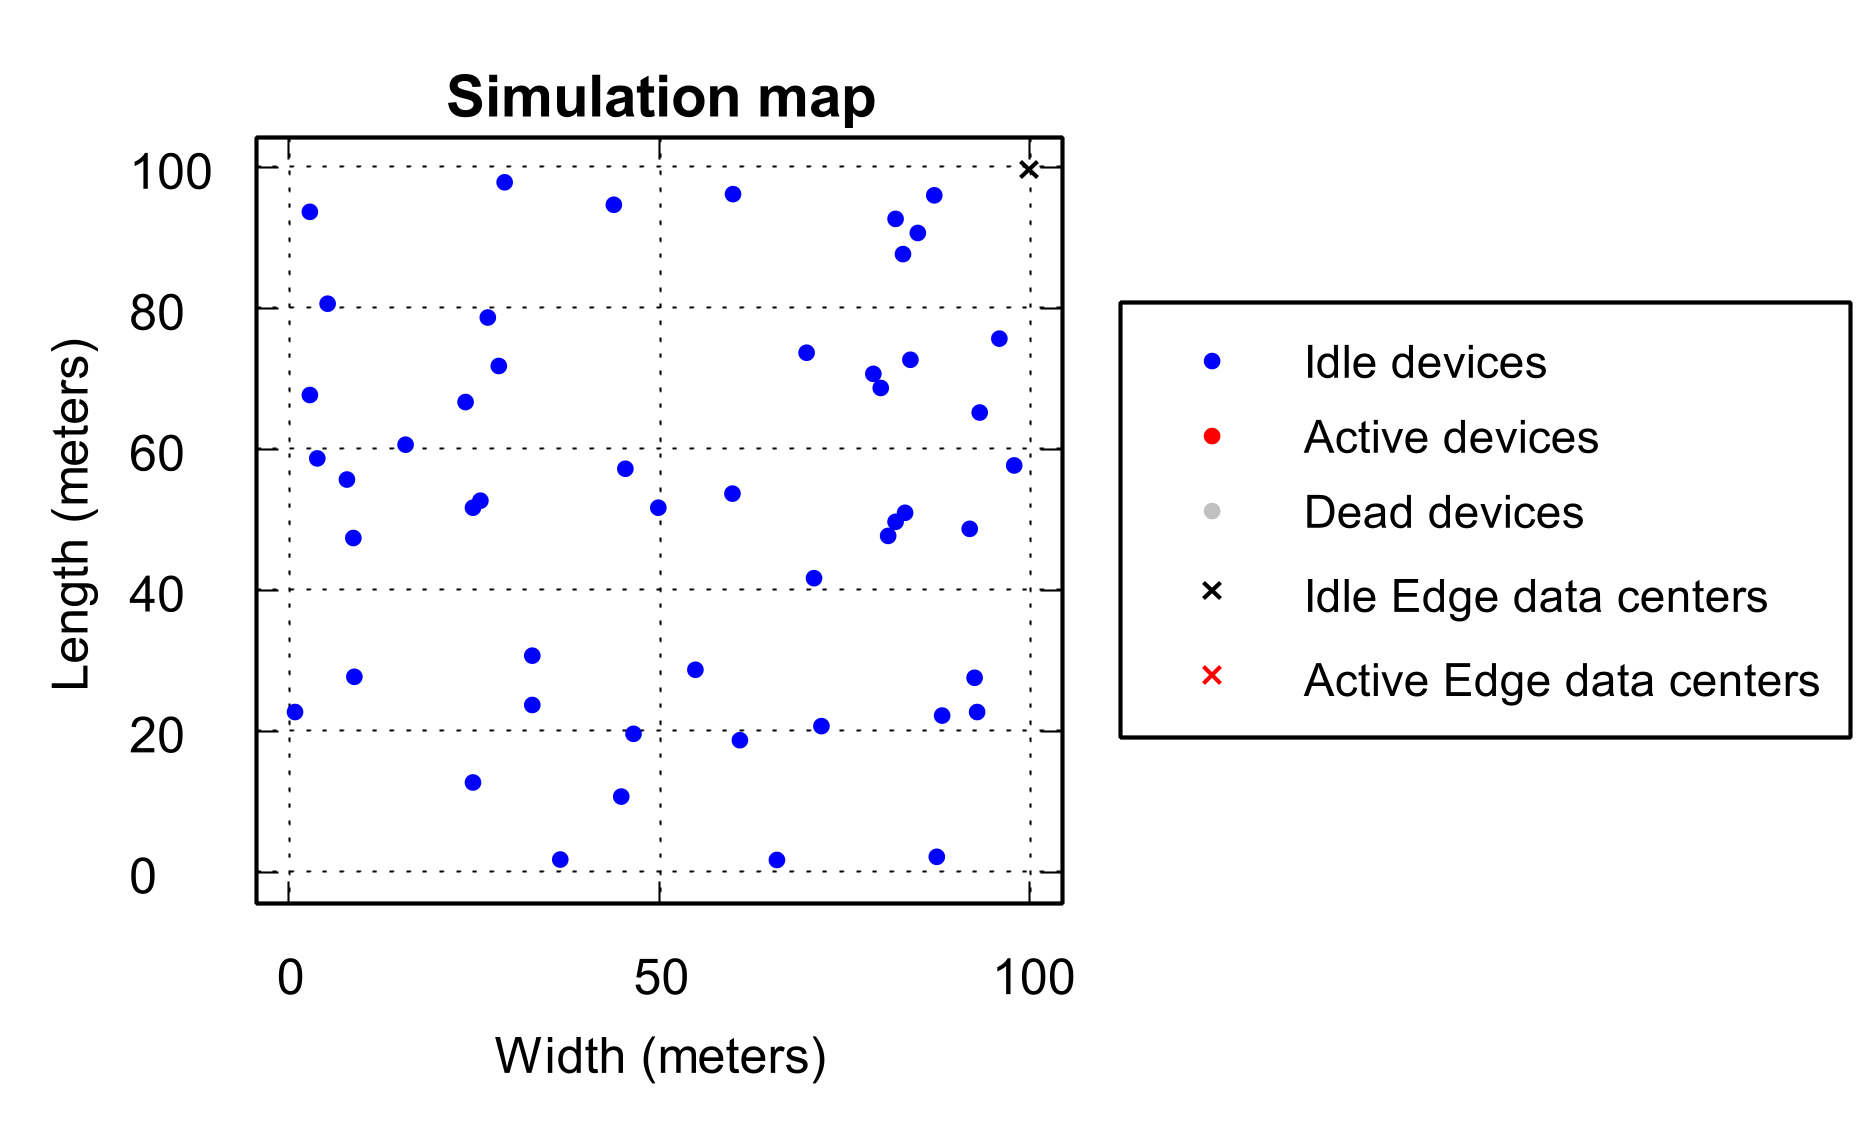 Simulation map
100
80
60
40
20
0
Length (meters)
0 50 100
Width (meters)
Idle devices
Active devices
Dead devices
Idle Edge data centers
Active Edge data centers